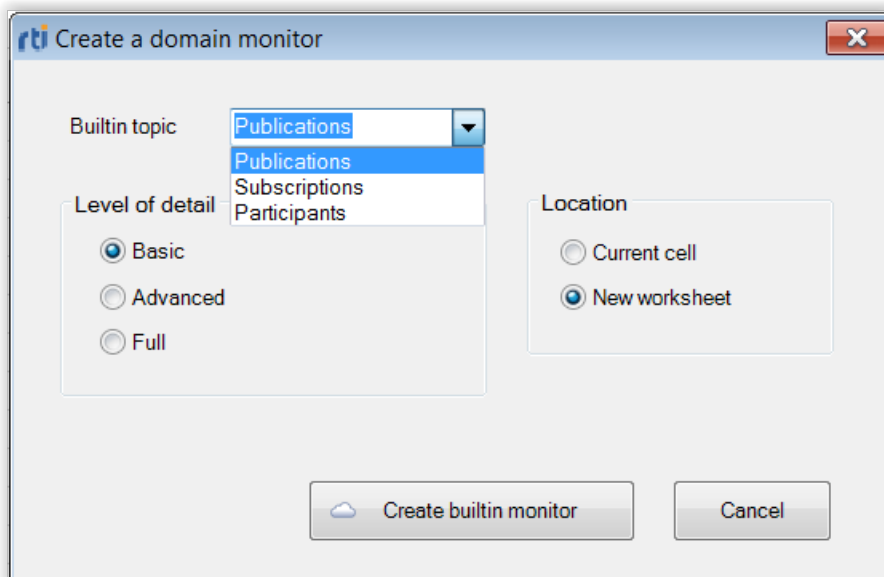 rti Create a domain monitor
Builtin topic
Publications
Publications
Subscriptions
Participants
Level of detail
Basic
Advanced
Full
Location
Current cell
New worksheet
Create builtin monitor
Cancel